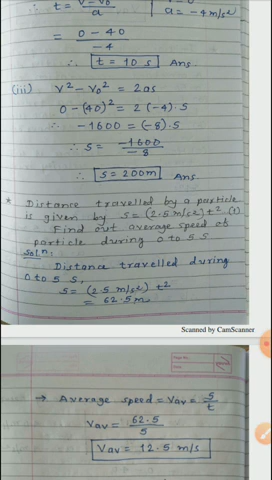 ∴ t = v - v₀ / a
a = -4 m/s²
= 0 - 40 / -4
∴ t = 10 s Ans.
(iii) v² - v₀² = 2as
0 - (40)² = 2 (-4) · s
∴ -1600 = (-8) · s
∴ s = -1600 / -8
∴ s = 200m Ans.
* Distance travelled by a particle
is given by s = (2.5 m/s²) t² (1)
Find out average speed of
particle during 0 to 5 s
Solⁿ:
Distance travelled during
0 to 5 s,
s = (2.5 m/s²) t²
= 62.5 m
Scanned by CamScanner
→ Average speed = Vav = s / t
Vav = 62.5 / 5
Vav = 12.5 m/s